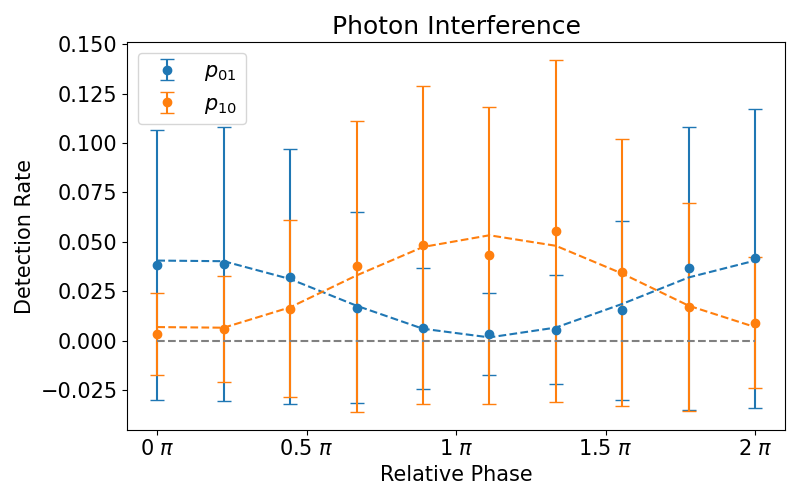 Photon Interference
0.150
0.125
0.100
0.075
0.050
0.025
0.000
−0.025
Detection Rate
p01
p10
0 π
0.5 π
1 π
1.5 π
2 π
Relative Phase